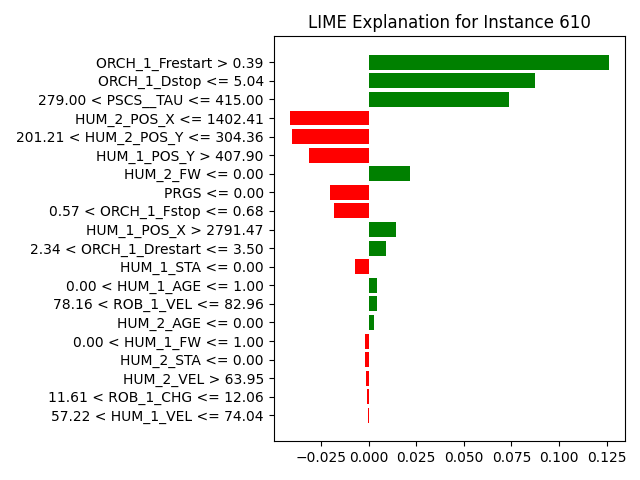 LIME Explanation for Instance 610
ORCH_1_Frestart > 0.39
ORCH_1_Dstop <= 5.04
279.00 < PSCS__TAU <= 415.00
HUM_2_POS_X <= 1402.41
201.21 < HUM_2_POS_Y <= 304.36
HUM_1_POS_Y > 407.90
HUM_2_FW <= 0.00
PRGS <= 0.00
0.57 < ORCH_1_Fstop <= 0.68
HUM_1_POS_X > 2791.47
2.34 < ORCH_1_Drestart <= 3.50
HUM_1_STA <= 0.00
0.00 < HUM_1_AGE <= 1.00
78.16 < ROB_1_VEL <= 82.96
HUM_2_AGE <= 0.00
0.00 < HUM_1_FW <= 1.00
HUM_2_STA <= 0.00
HUM_2_VEL > 63.95
11.61 < ROB_1_CHG <= 12.06
57.22 < HUM_1_VEL <= 74.04
−0.025 0.000 0.025 0.050 0.075 0.100 0.125